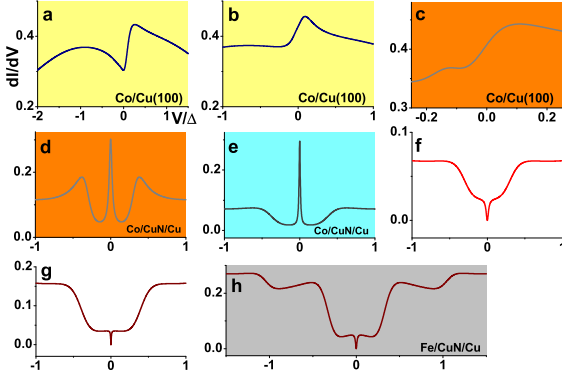 a
b
c
dI/dV
0.4
0.2
-2 -1 0 1
V/Δ
Co/Cu(100)
0.4
0.2
-1 0 1
Co/Cu(100)
0.4
0.3
-0.2 0.0 0.2
Co/Cu(100)
d
e
f
0.2
0.0
-1 0 1
Co/CuN/Cu
0.2
0.0
-1 0 1
Co/CuN/Cu
0.1
0.0
-1 0 1
g
h
0.2
0.1
0.0
-1 0 1
0.2
0.0
-1 0 1
Fe/CuN/Cu